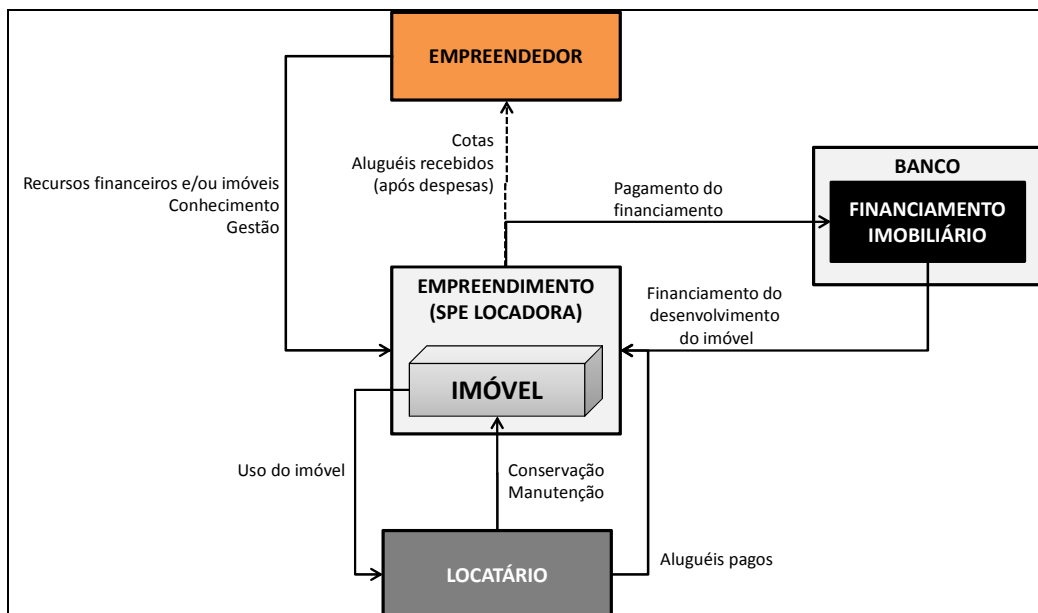 EMPREENDEDOR
Cotas
Aluguéis recebidos
(após despesas)
Recursos financeiros e/ou imóveis
Conhecimento
Gestão
BANCO
FINANCIAMENTO
IMOBILIÁRIO
Pagamento do
financiamento
EMPREENDIMENTO
(SPE LOCADORA)
IMÓVEL
Financiamento do
desenvolvimento
do imóvel
Uso do imóvel
Conservação
Manutenção
LOCATÁRIO
Aluguéis pagos